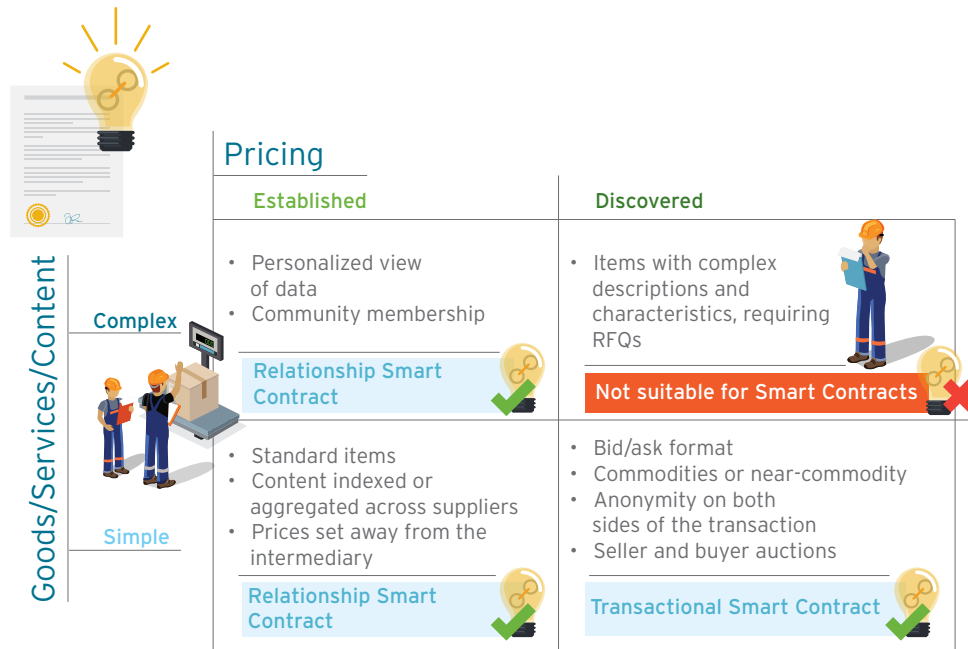 Pricing
Established
Discovered
Goods/Services/Content
Complex
• Personalized view
of data
• Community membership
Relationship Smart
Contract
• Items with complex
descriptions and
characteristics, requiring
RFQs
Not suitable for Smart Contracts
Simple
• Standard items
• Content indexed or
aggregated across suppliers
• Prices set away from the
intermediary
Relationship Smart
Contract
• Bid/ask format
• Commodities or near-commodity
• Anonymity on both
sides of the transaction
• Seller and buyer auctions
Transactional Smart Contract